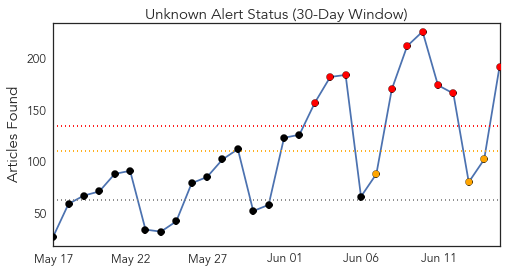 Unknown Alert Status (30-Day Window)
Articles Found
200
150
100
50
May 17
May 22
May 27
Jun 01
Jun 06
Jun 11